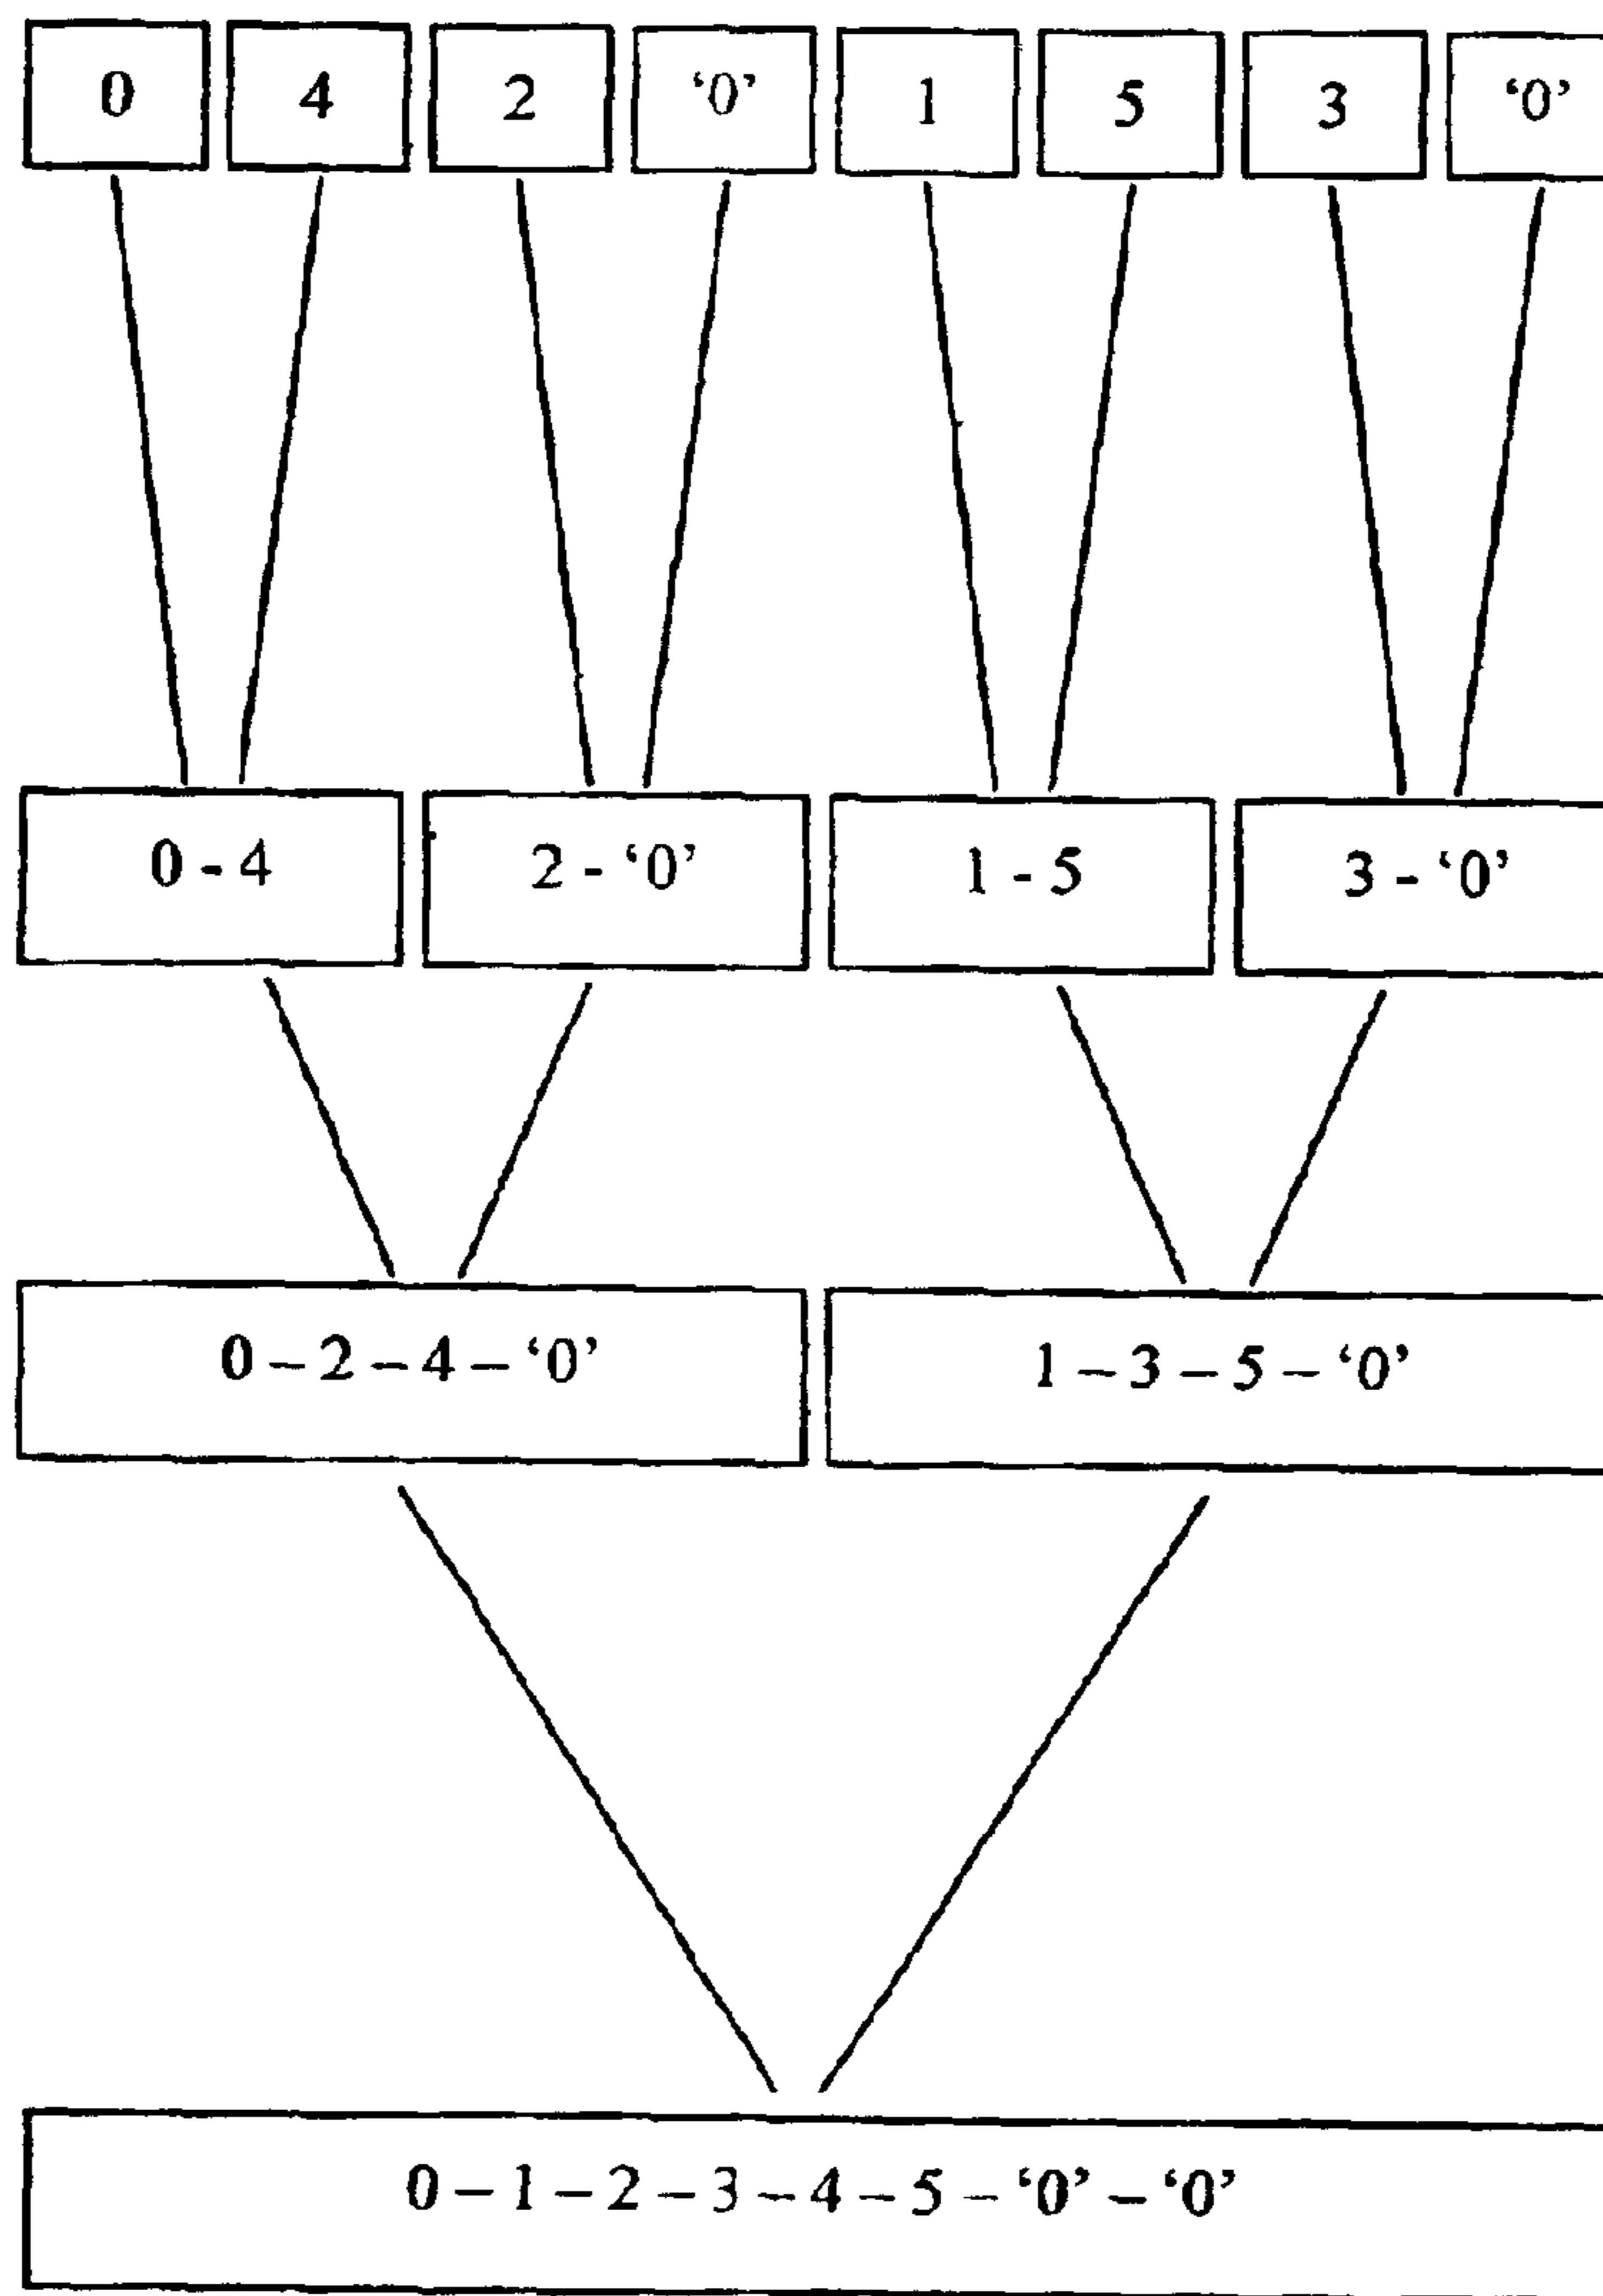 0 4 2 ‘0’ 1 5 3 ‘0’
0 - 4 2 - ‘0’ 1 - 5 3 - ‘0’
0 – 2 – 4 – ‘0’ 1 – 3 – 5 – ‘0’
0 – 1 – 2 – 3 – 4 – 5 – ‘0’ – ‘0’